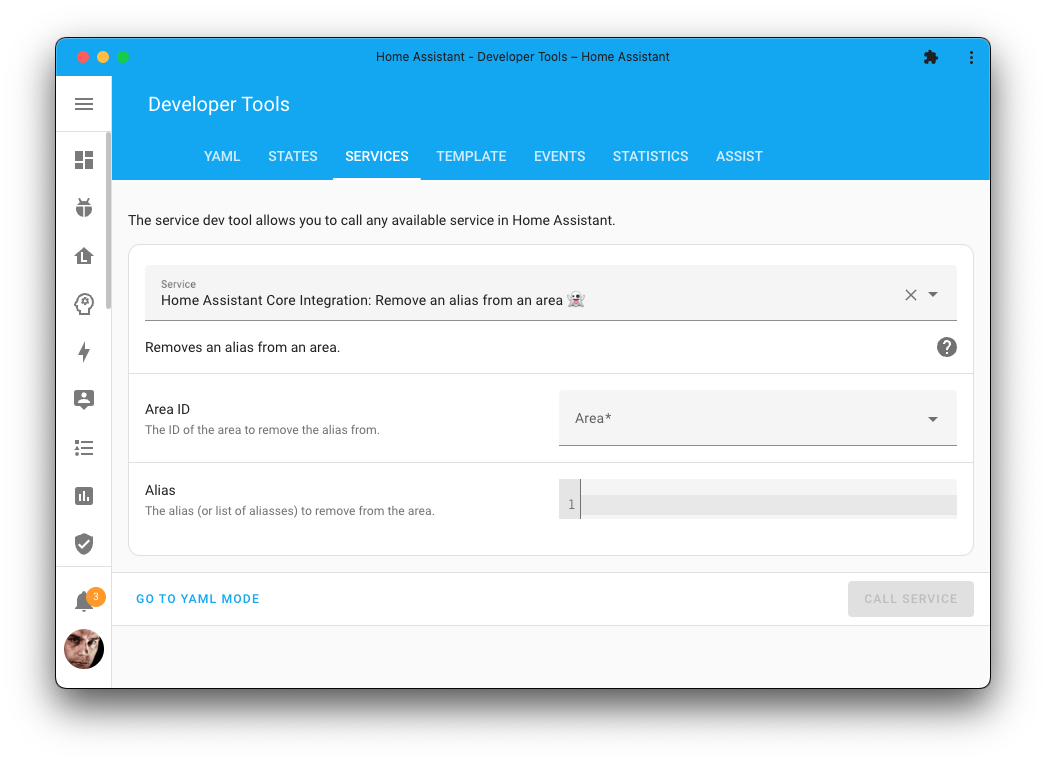 Home Assistant - Developer Tools – Home Assistant
Developer Tools
YAML STATES SERVICES TEMPLATE EVENTS STATISTICS ASSIST
The service dev tool allows you to call any available service in Home Assistant.
Service
Home Assistant Core Integration: Remove an alias from an area 👻
Removes an alias from an area.
Area ID
The ID of the area to remove the alias from.
Area*
Alias
The alias (or list of aliasses) to remove from the area.
1
3
GO TO YAML MODE
CALL SERVICE